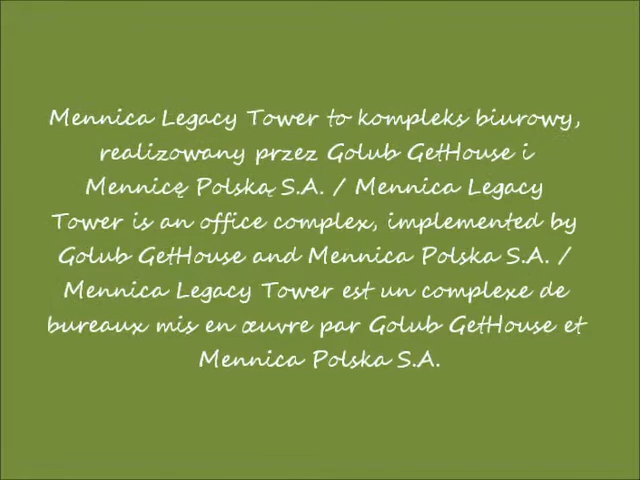 Mennica Legacy Tower to kompleks biurowy,
realizowany przez Golub GetHouse i
Mennicę Polską S.A. / Mennica Legacy
Tower is an office complex, implemented by
Golub GetHouse and Mennica Polska S.A. /
Mennica Legacy Tower est un complexe de
bureaux mis en œuvre par Golub GetHouse et
Mennica Polska S.A.